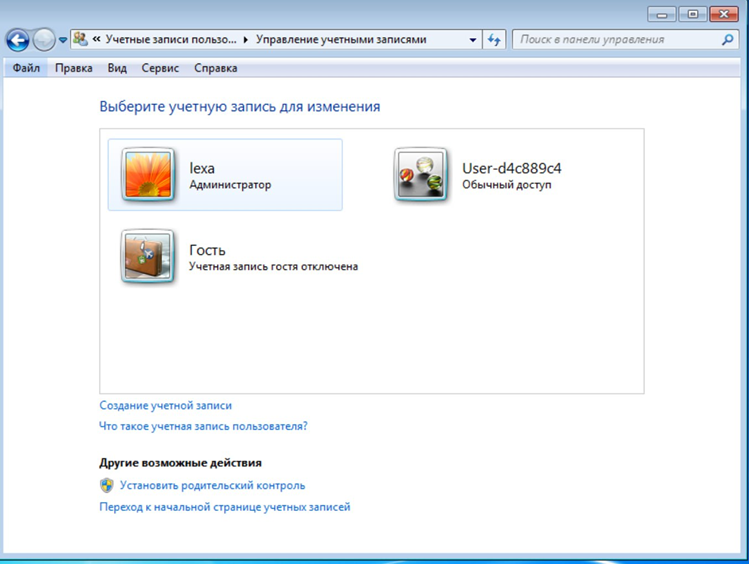 « Учетные записи пользо... Управление учетными записями Поиск в панели управления
Файл Правка Вид Сервис Справка
Выберите учетную запись для изменения
lexa
Администратор
User-d4c889c4
Обычный доступ
Гость
Учетная запись гостя отключена
Создание учетной записи
Что такое учетная запись пользователя?
Другие возможные действия
Установить родительский контроль
Переход к начальной странице учетных записей